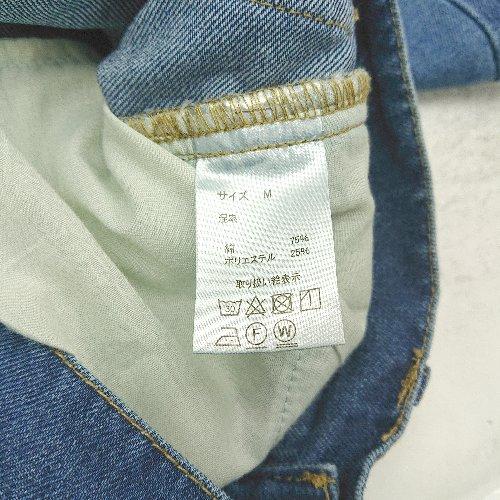 サイズ M
混率
綿 75%
ポリエステル 25%
取り扱い絵表示
30
F W